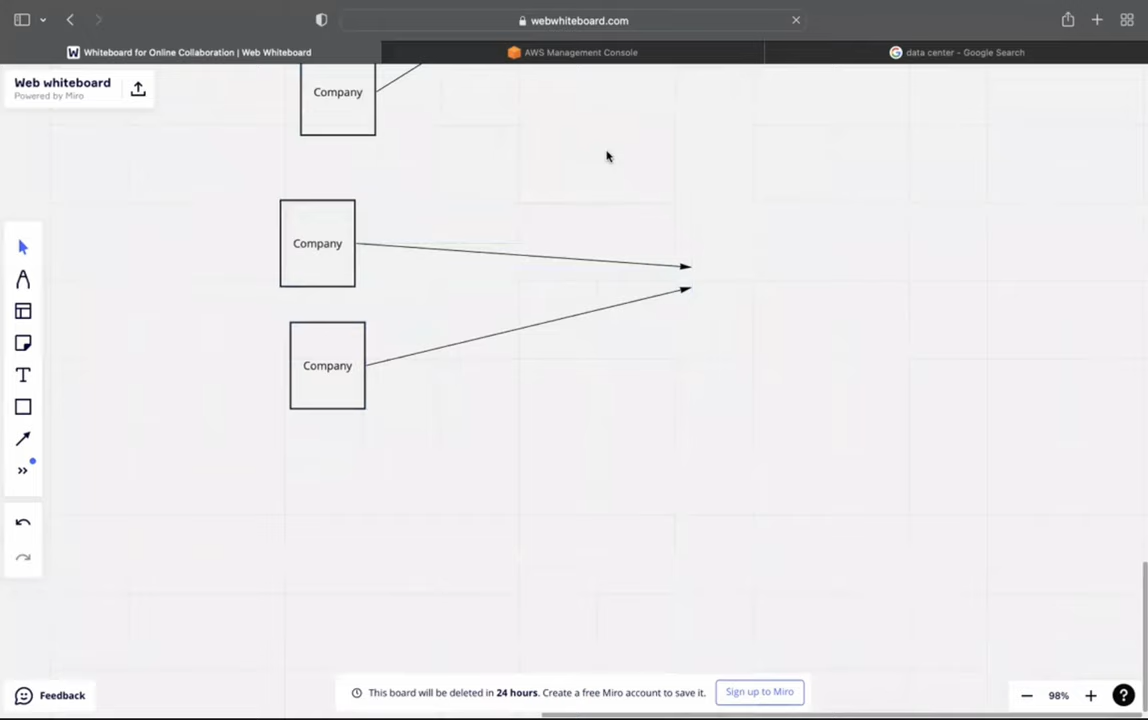 webwhiteboard.com
Whiteboard for Online Collaboration | Web Whiteboard
AWS Management Console
data center - Google Search
Web whiteboard
Powered by Miro
Company
Company
Company
T
Feedback
This board will be deleted in 24 hours. Create a free Miro account to save it.
Sign up to Miro
98%
?